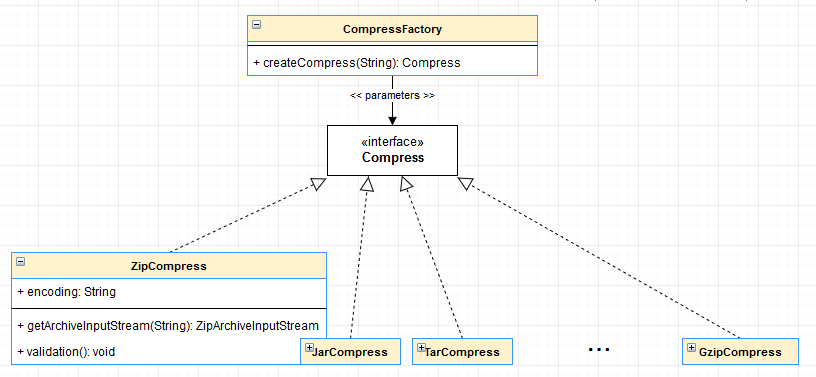 CompressFactory
+ createCompress(String): Compress
<< parameters >>
«interface»
Compress
ZipCompress
+ encoding: String
+ getArchiveInputStream(String): ZipArchiveInputStream
+ validation(): void
JarCompress
TarCompress
...
GzipCompress